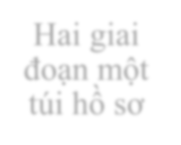 Hai giai
đoạn một
túi hồ sơ